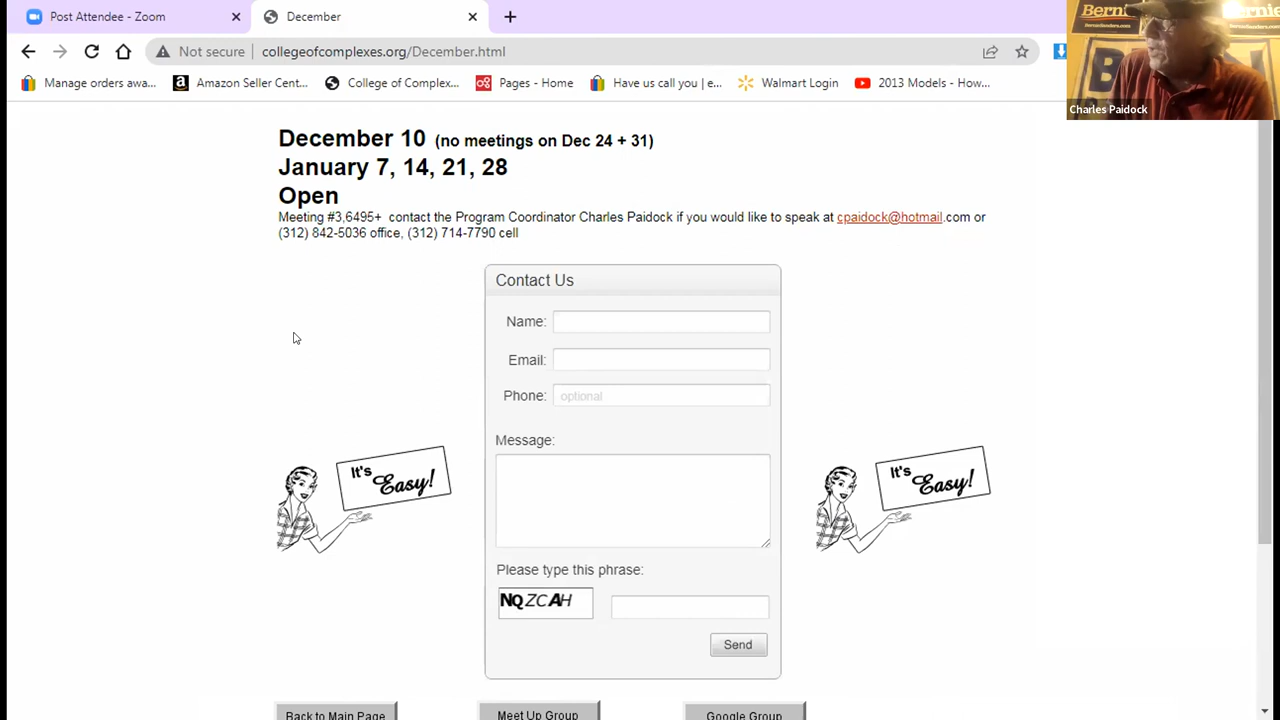 Post Attendee - Zoom
December
Not secure
collegeofcomplexes.org/December.html
Manage orders awa...
Amazon Seller Cent...
College of Complex...
Pages - Home
Have us call you | e...
Walmart Login
2013 Models - How...
Bernie
Charles Paidock
December 10 (no meetings on Dec 24 + 31)
January 7, 14, 21, 28
Open
Meeting #3,6495+ contact the Program Coordinator Charles Paidock if you would like to speak at cpaidock@hotmail.com or
(312) 842-5036 office, (312) 714-7790 cell
Contact Us
Name:
Email:
Phone: optional
Message:
It's Easy!
It's Easy!
Please type this phrase:
NQZCAH
Send
Back to Main Page
Meet Up Group
Google Group